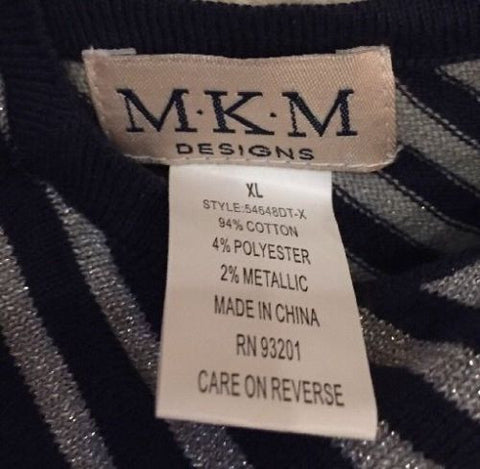 M·K·M
DESIGNS
XL
STYLE:54648DT-X
94% COTTON
4% POLYESTER
2% METALLIC
MADE IN CHINA
RN 93201
CARE ON REVERSE